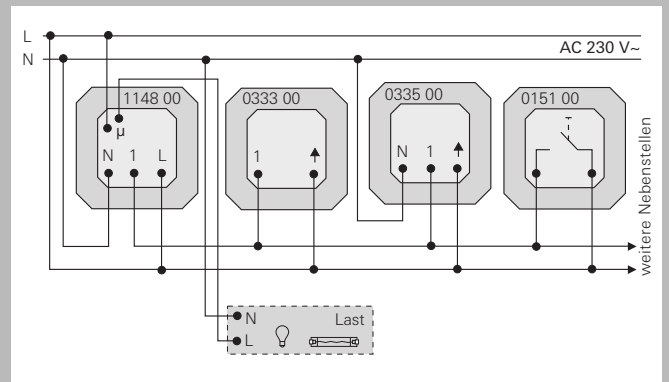 L
N
AC 230 V~
1148 00
µ
N 1 L
0333 00
1
0335 00
N 1
0151 00
weitere Nebenstellen
N
Last
L